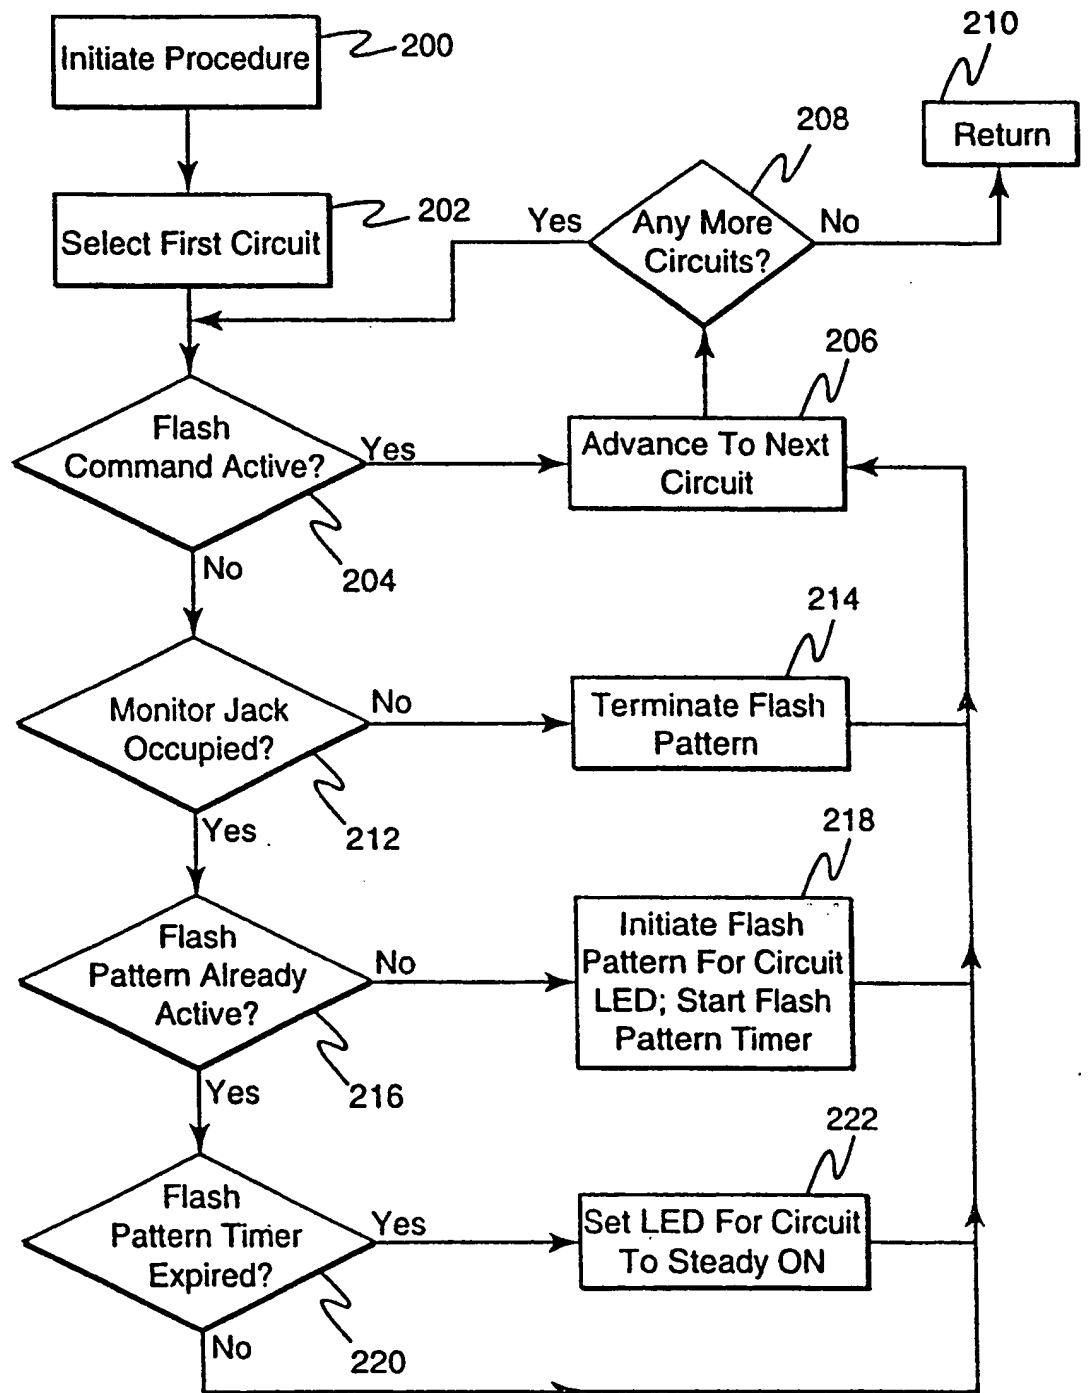 Initiate Procedure
200
210
Return
208
Any More
Circuits?
Yes
No
Select First Circuit
202
206
Advance To Next
Circuit
Flash
Command Active?
Yes
204
No
214
Terminate Flash
Pattern
Monitor Jack
Occupied?
No
212
Yes
218
Initiate Flash
Pattern For Circuit
LED; Start Flash
Pattern Timer
Flash
Pattern Already
Active?
No
216
Yes
222
Set LED For Circuit
To Steady ON
Flash
Pattern Timer
Expired?
Yes
220
No